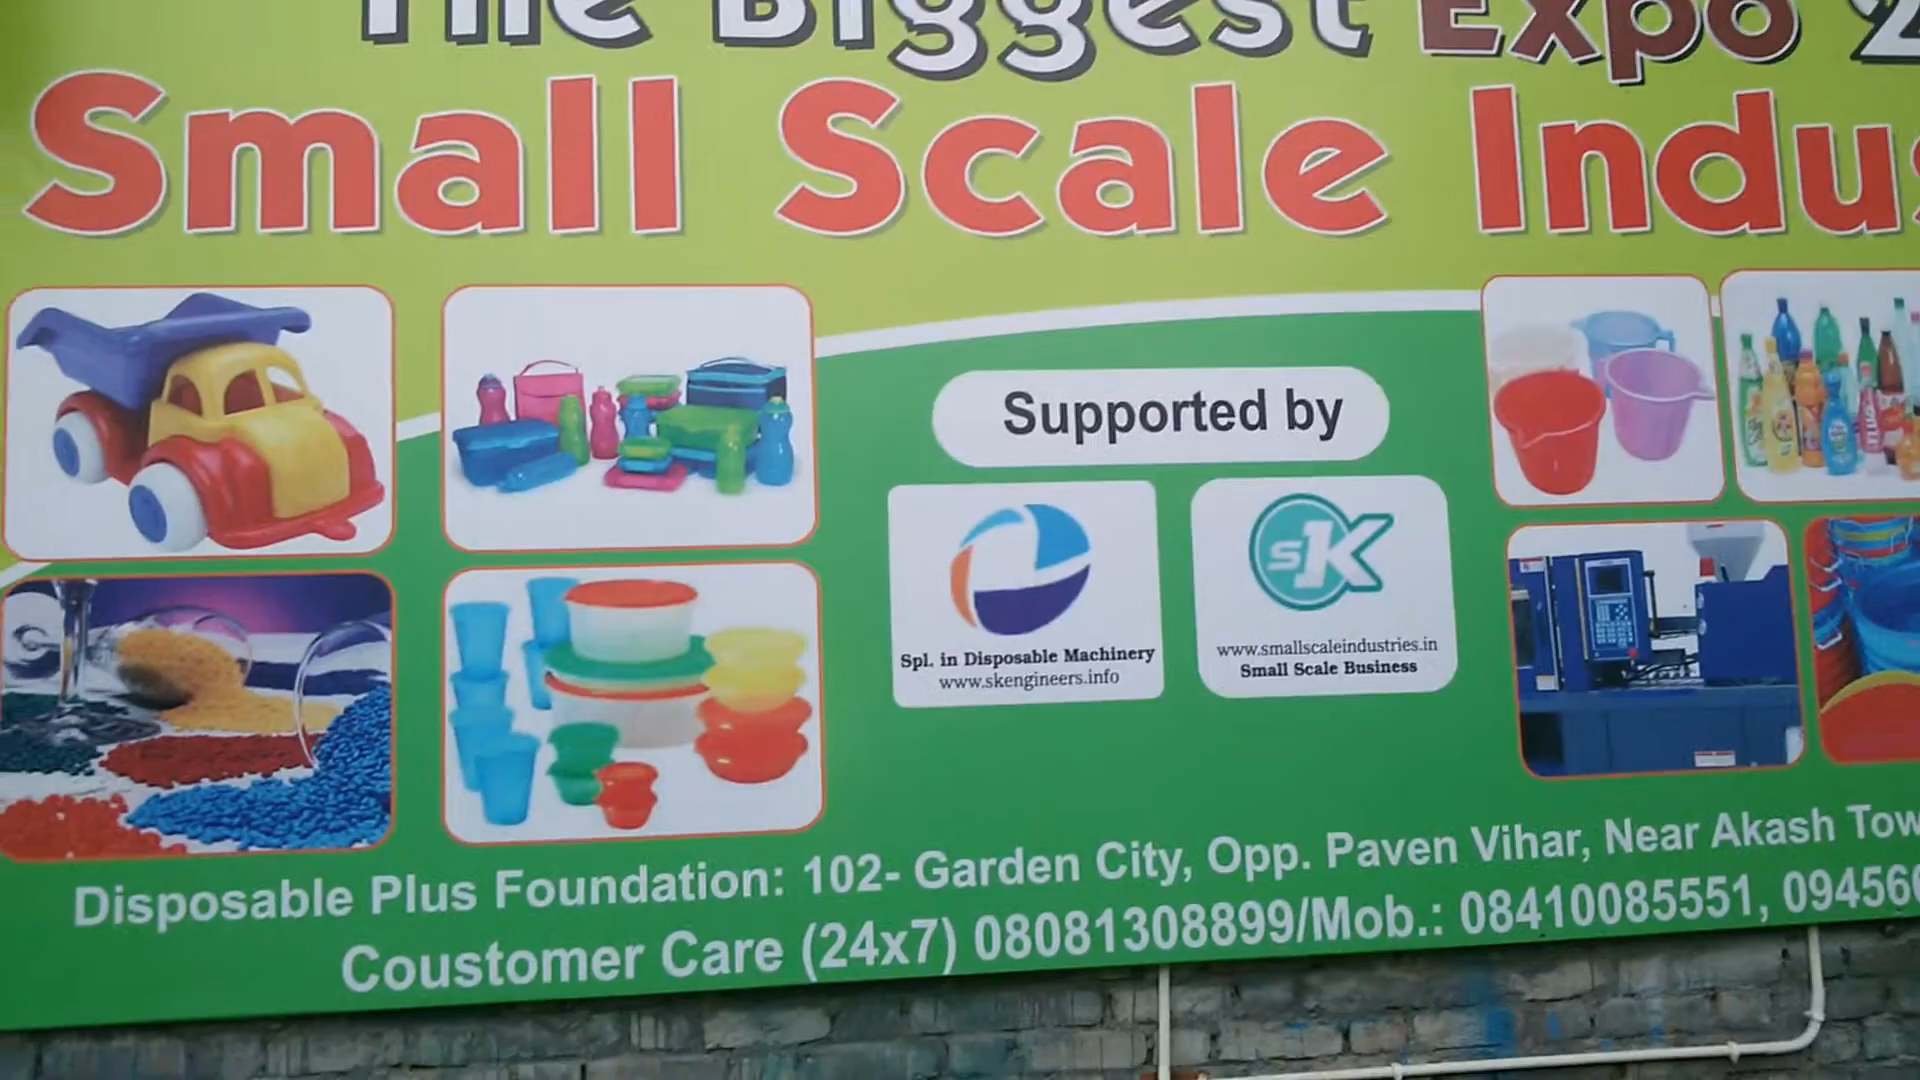 The Biggest Expo
Small Scale Indus
Supported by
Spl. in Disposable Machinery
www.skengineers.info
sK
www.smallscaleindustries.in
Small Scale Business
Disposable Plus Foundation: 102- Garden City, Opp. Paven Vihar, Near Akash Tow
Coustomer Care (24x7) 08081308899/Mob.: 08410085551, 09456